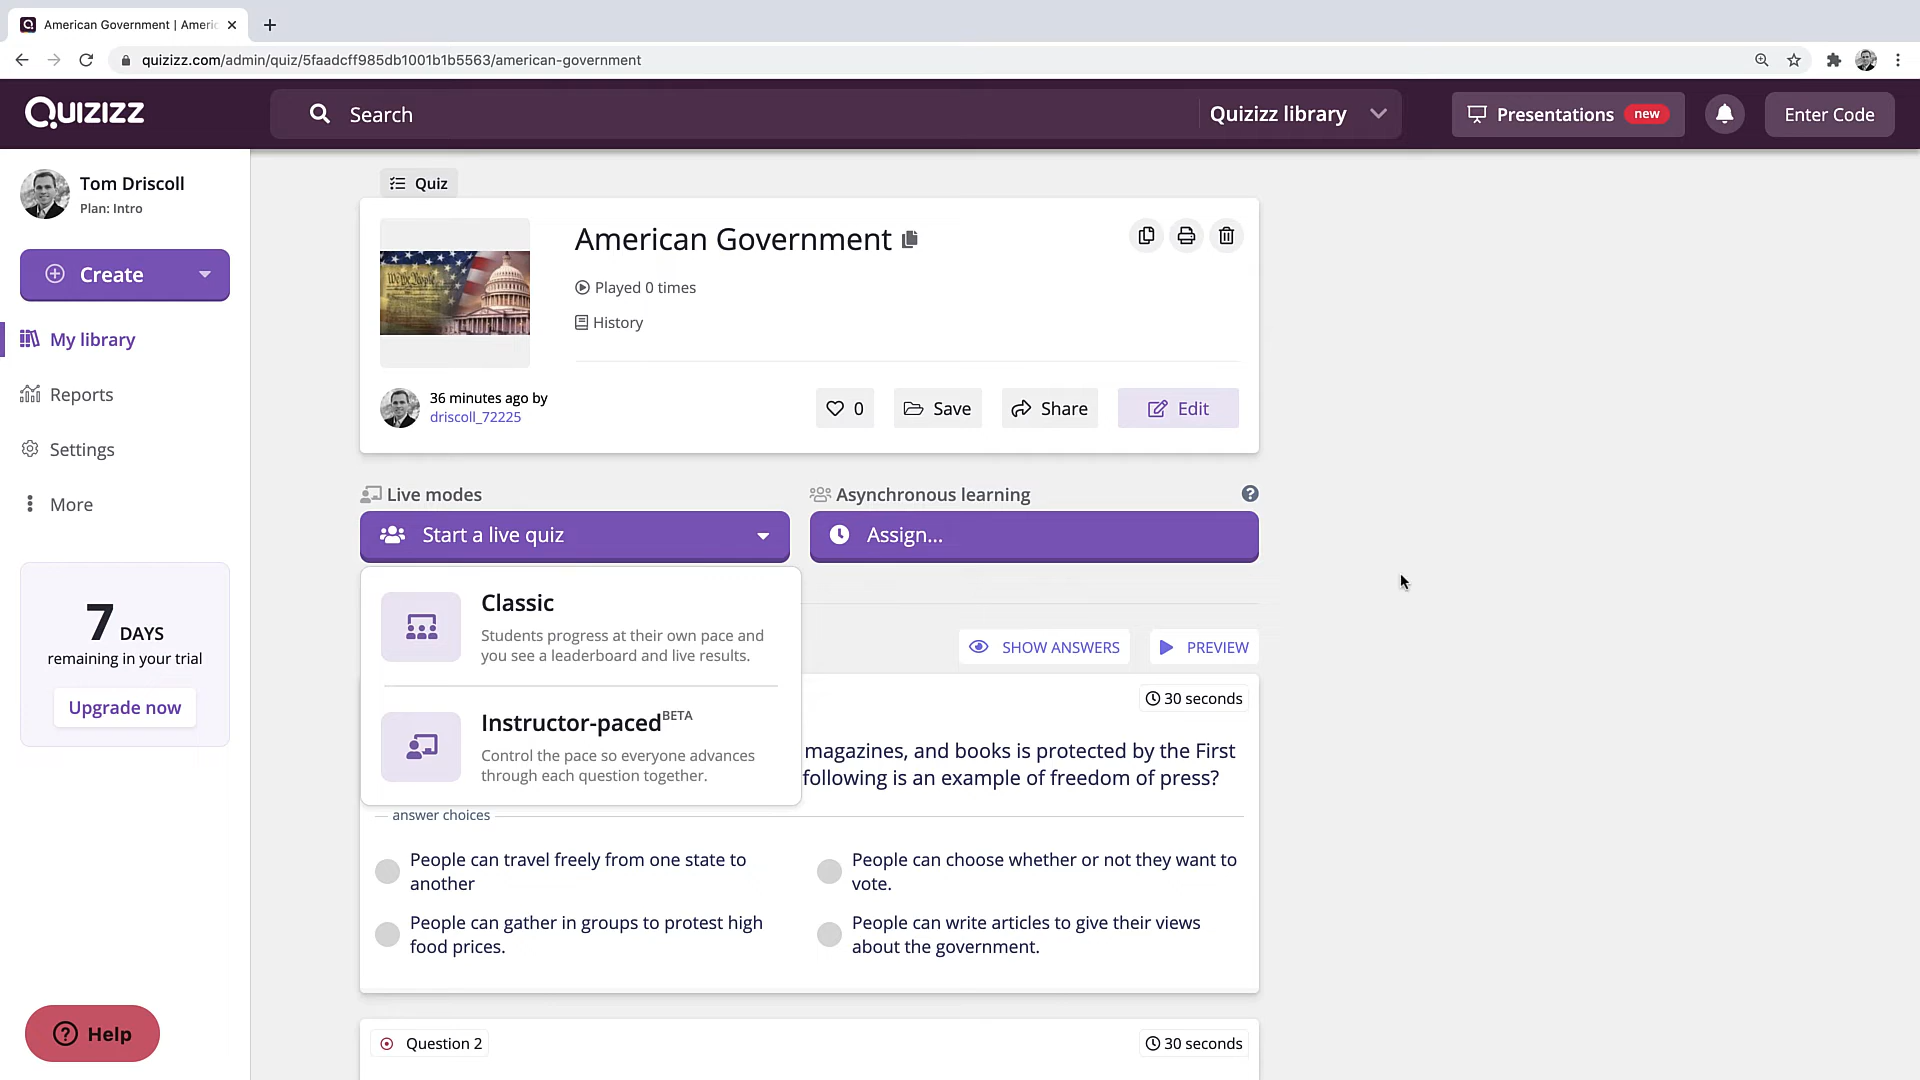 American Government | Americ
quizizz.com/admin/quiz/5faadcff985db1001b1b5563/american-government
QUIZIZZ
Search
Quizizz library
Presentations new
Enter Code
Tom Driscoll
Plan: Intro
Create
My library
Reports
Settings
More
7 DAYS
remaining in your trial
Upgrade now
Help
Quiz
American Government
We the People
Played 0 times
History
36 minutes ago by
driscoll_72225
0
Save
Share
Edit
Live modes
Start a live quiz
Asynchronous learning
Assign...
Classic
Students progress at their own pace and
you see a leaderboard and live results.
Instructor-paced BETA
Control the pace so everyone advances
through each question together.
SHOW ANSWERS
PREVIEW
30 seconds
magazines, and books is protected by the First
following is an example of freedom of press?
answer choices
People can travel freely from one state to
another
People can choose whether or not they want to
vote.
People can gather in groups to protest high
food prices.
People can write articles to give their views
about the government.
Question 2
30 seconds